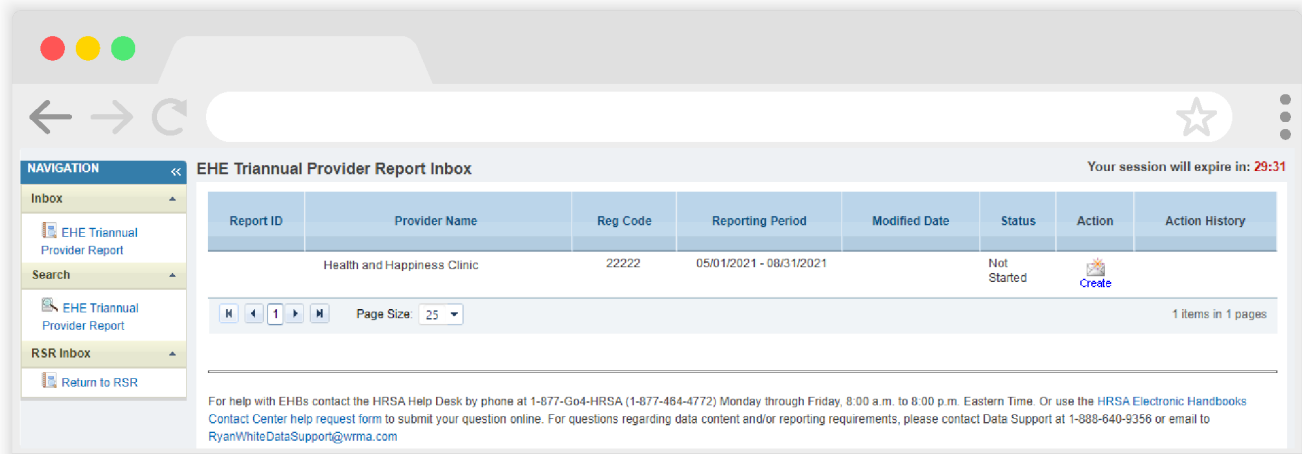 NAVIGATION «
Inbox
EHE Triannual
Provider Report
Search
EHE Triannual
Provider Report
RSR Inbox
Return to RSR
EHE Triannual Provider Report Inbox
Your session will expire in: 29:31
Report ID Provider Name Reg Code Reporting Period Modified Date Status Action Action History
Health and Happiness Clinic 22222 05/01/2021 - 08/31/2021 Not
Started
Create
1 Page Size: 25 1 items in 1 pages
For help with EHBs contact the HRSA Help Desk by phone at 1-877-Go4-HRSA (1-877-464-4772) Monday through Friday, 8:00 a.m. to 8:00 p.m. Eastern Time. Or use the HRSA Electronic Handbooks
Contact Center help request form to submit your question online. For questions regarding data content and/or reporting requirements, please contact Data Support at 1-888-640-9356 or email to
RyanWhiteDataSupport@wrma.com